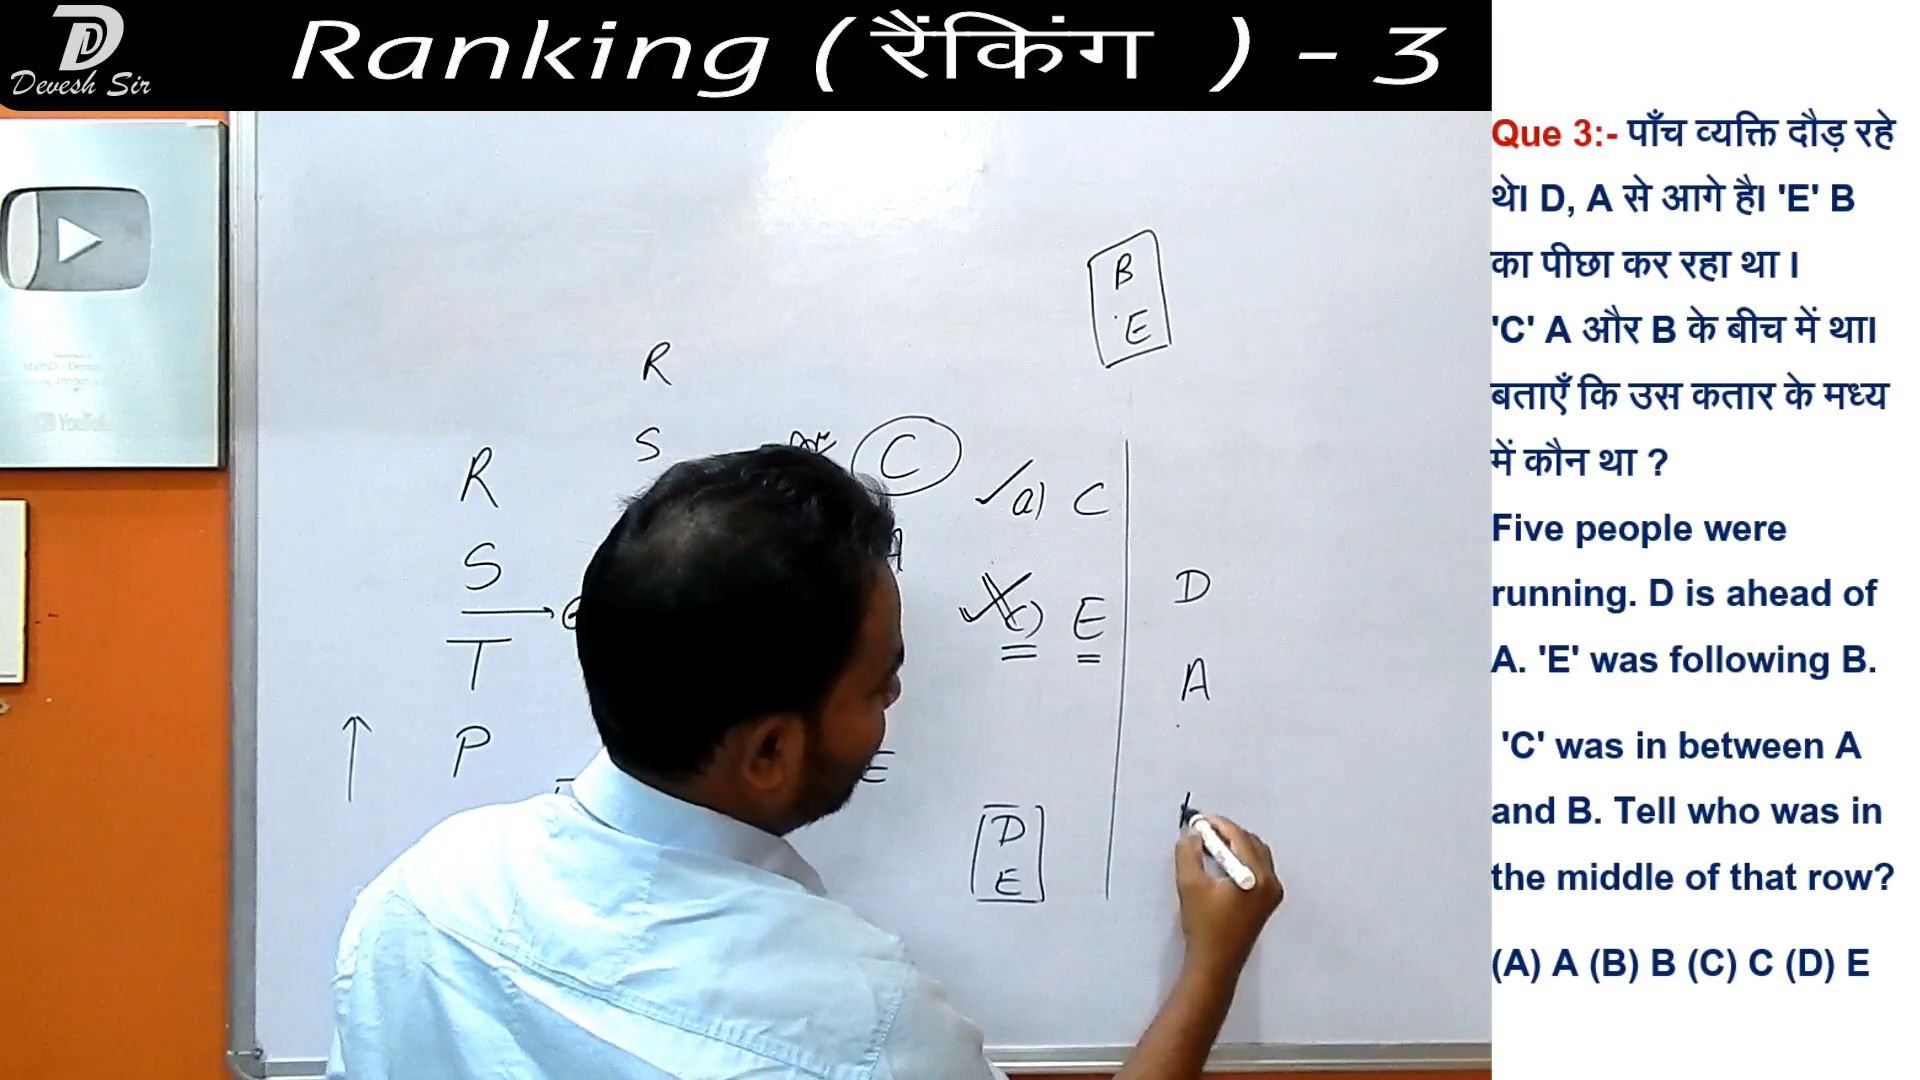 Devesh Sir
Ranking ( रैंकिंग ) - 3
Que 3:- पाँच व्यक्ति दौड़ रहे
थे। D, A से आगे है। 'E' B
का पीछा कर रहा था ।
'C' A और B के बीच में था।
बताएँ कि उस कतार के मध्य
में कौन था ?
Five people were
running. D is ahead of
A. 'E' was following B.
'C' was in between A
and B. Tell who was in
the middle of that row?
(A) A (B) B (C) C (D) E
B
E
R
S
C
R
a) C
S
A
D
E
T
A
P
E
D
E
YouTube